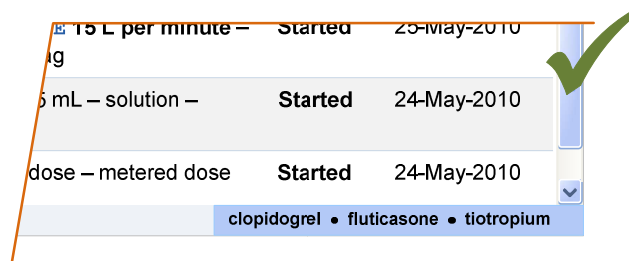 E 15 L per minute – Started 25-May-2010
ag
5 mL – solution – Started 24-May-2010
dose – metered dose Started 24-May-2010
clopidogrel • fluticasone • tiotropium